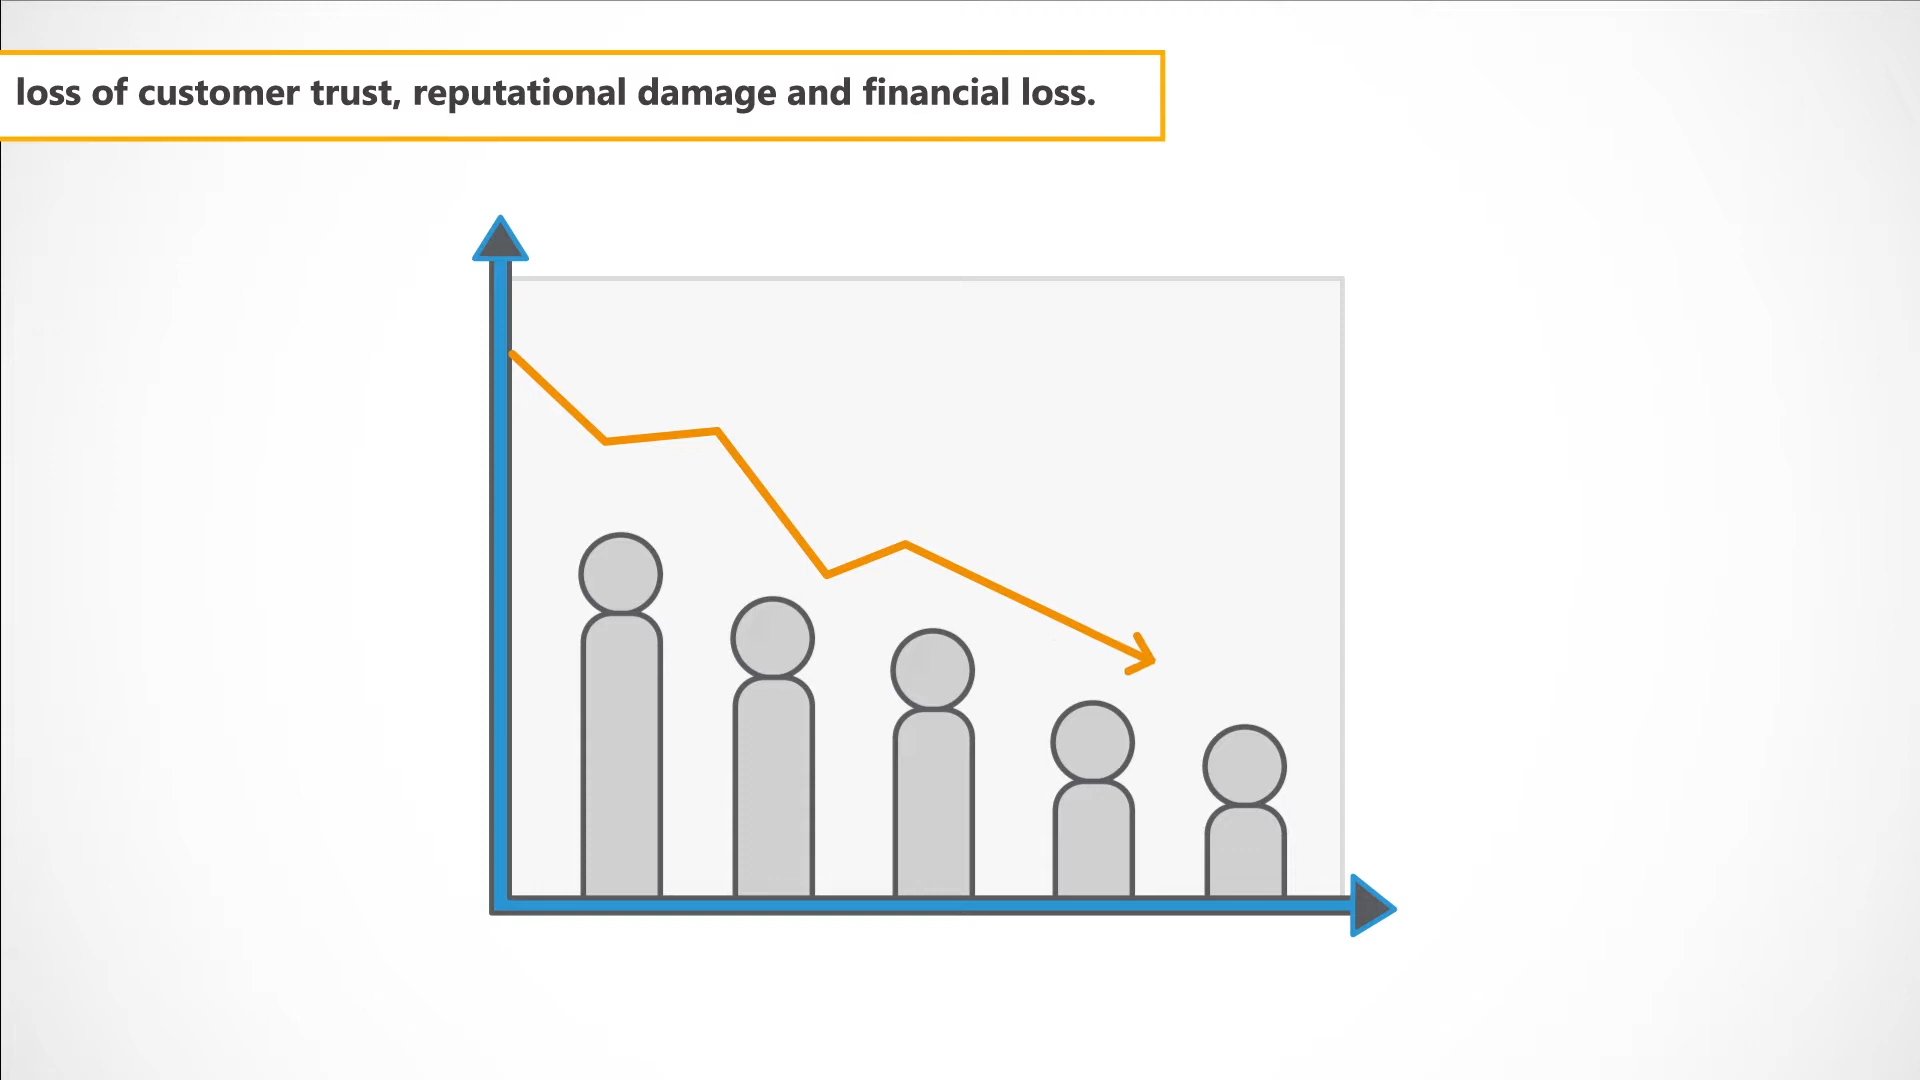 loss of customer trust, reputational damage and financial loss.